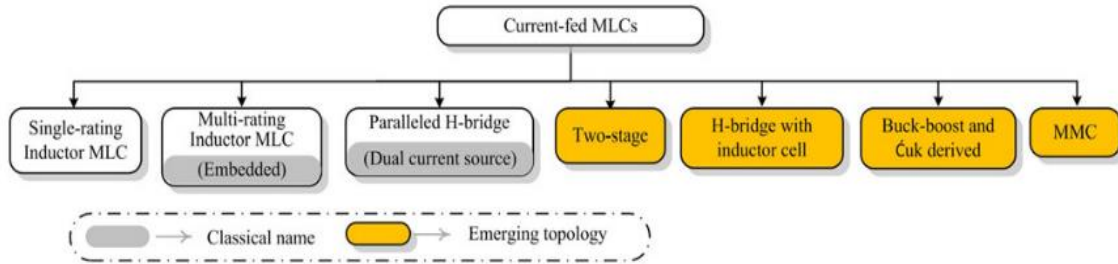 Current-fed MLCs
Single-rating
Inductor MLC
Multi-rating
Inductor MLC
(Embedded)
Paralleled H-bridge
(Dual current source)
Two-stage
H-bridge with
inductor cell
Buck-boost and
Ćuk derived
MMC
Classical name
Emerging topology